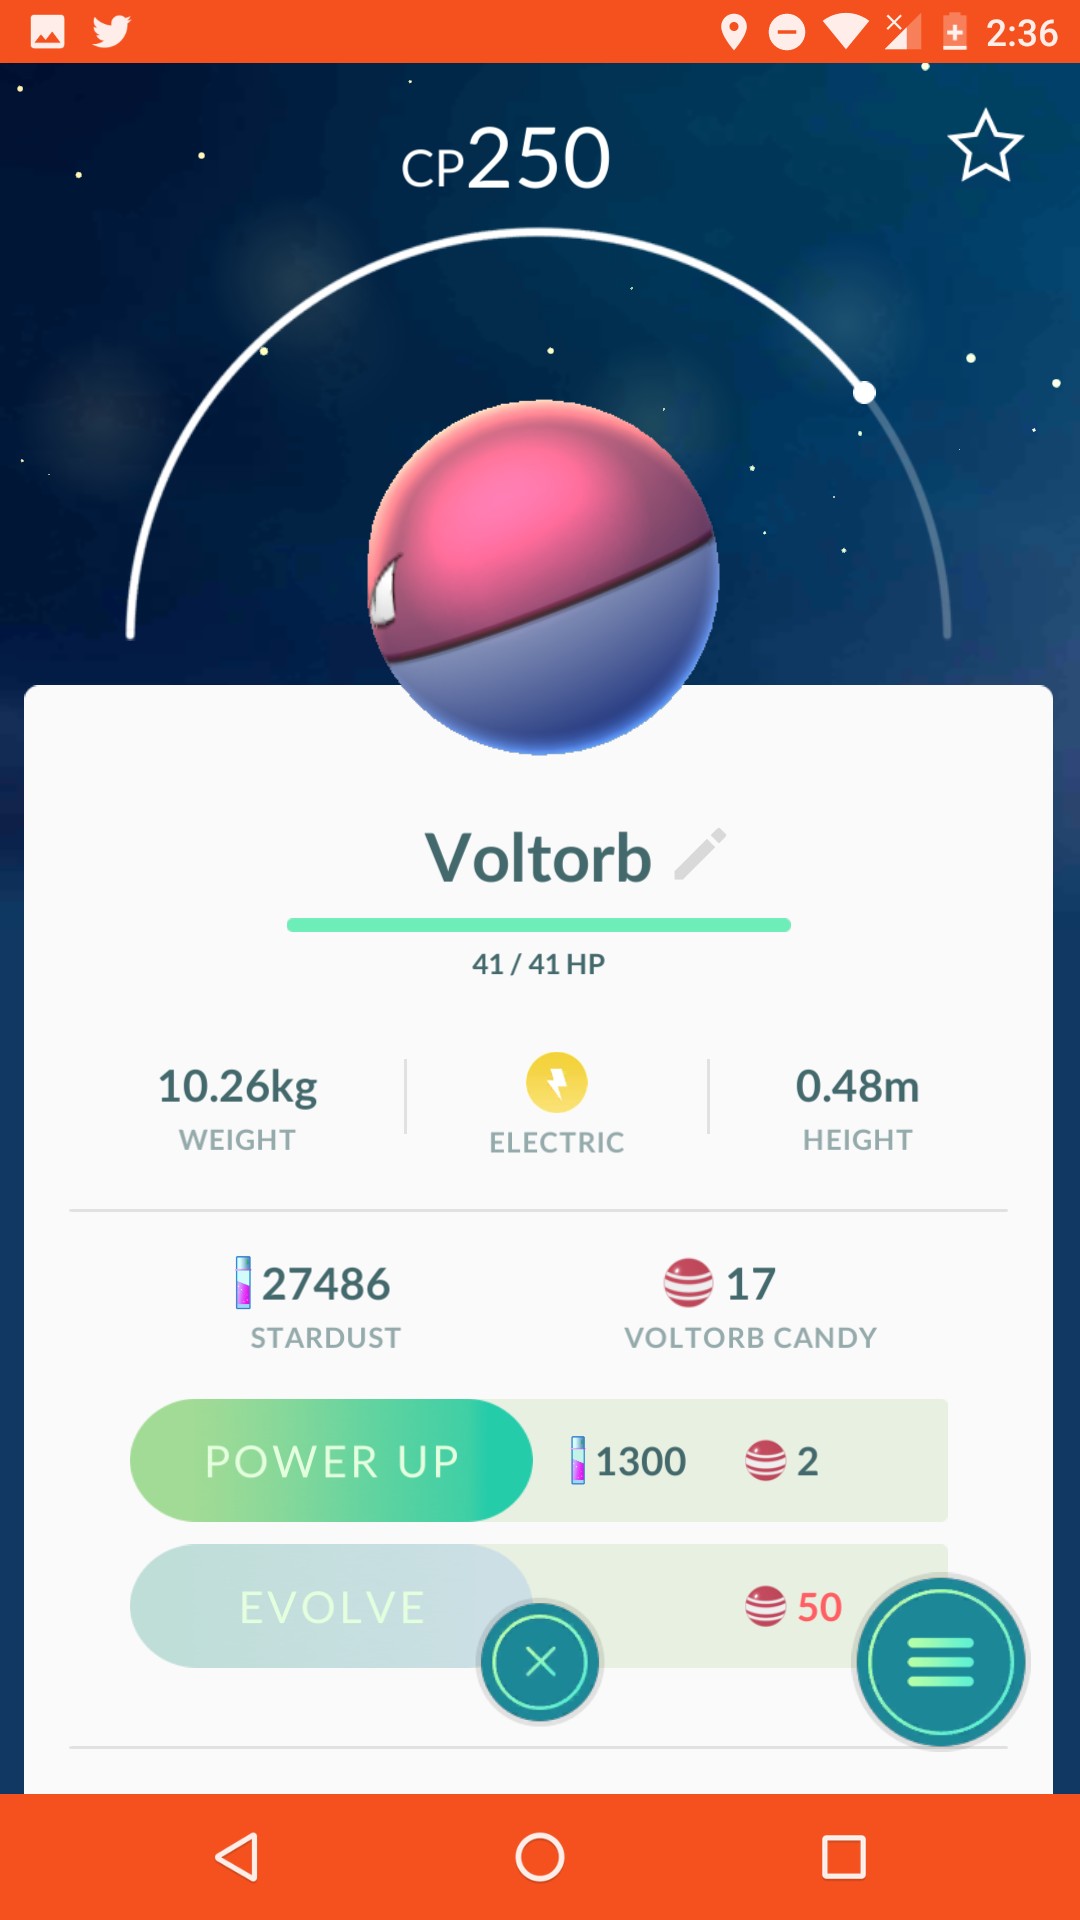 2:36
CP250
Voltorb
41 / 41 HP
10.26kg
WEIGHT
ELECTRIC
0.48m
HEIGHT
27486
STARDUST
17
VOLTORB CANDY
POWER UP 1300 2
EVOLVE 50